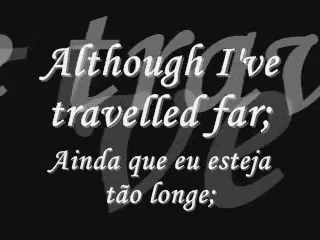 Although I've
travelled far;
Ainda que eu esteja
tão longe;